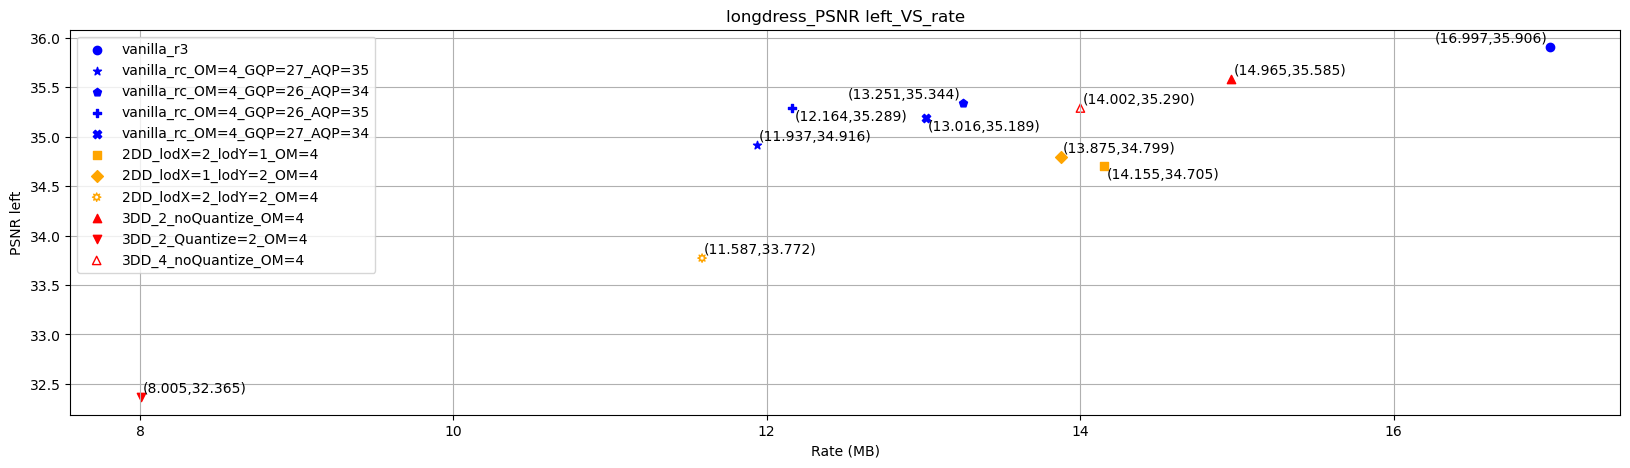 longdress_PSNR left_VS_rate
36.0
35.5
35.0
34.5
34.0
33.5
33.0
32.5
PSNR left
vanilla_r3
vanilla_rc_OM=4_GQP=27_AQP=35
vanilla_rc_OM=4_GQP=26_AQP=34
vanilla_rc_OM=4_GQP=26_AQP=35
vanilla_rc_OM=4_GQP=27_AQP=34
2DD_lodX=2_lodY=1_OM=4
2DD_lodX=1_lodY=2_OM=4
2DD_lodX=2_lodY=2_OM=4
3DD_2_noQuantize_OM=4
3DD_2_Quantize=2_OM=4
3DD_4_noQuantize_OM=4
(16.997,35.906)
(14.965,35.585)
(13.251,35.344)
(14.002,35.290)
(12.164,35.289)
(13.016,35.189)
(11.937,34.916)
(13.875,34.799)
(14.155,34.705)
(11.587,33.772)
(8.005,32.365)
8
10
12
14
16
Rate (MB)